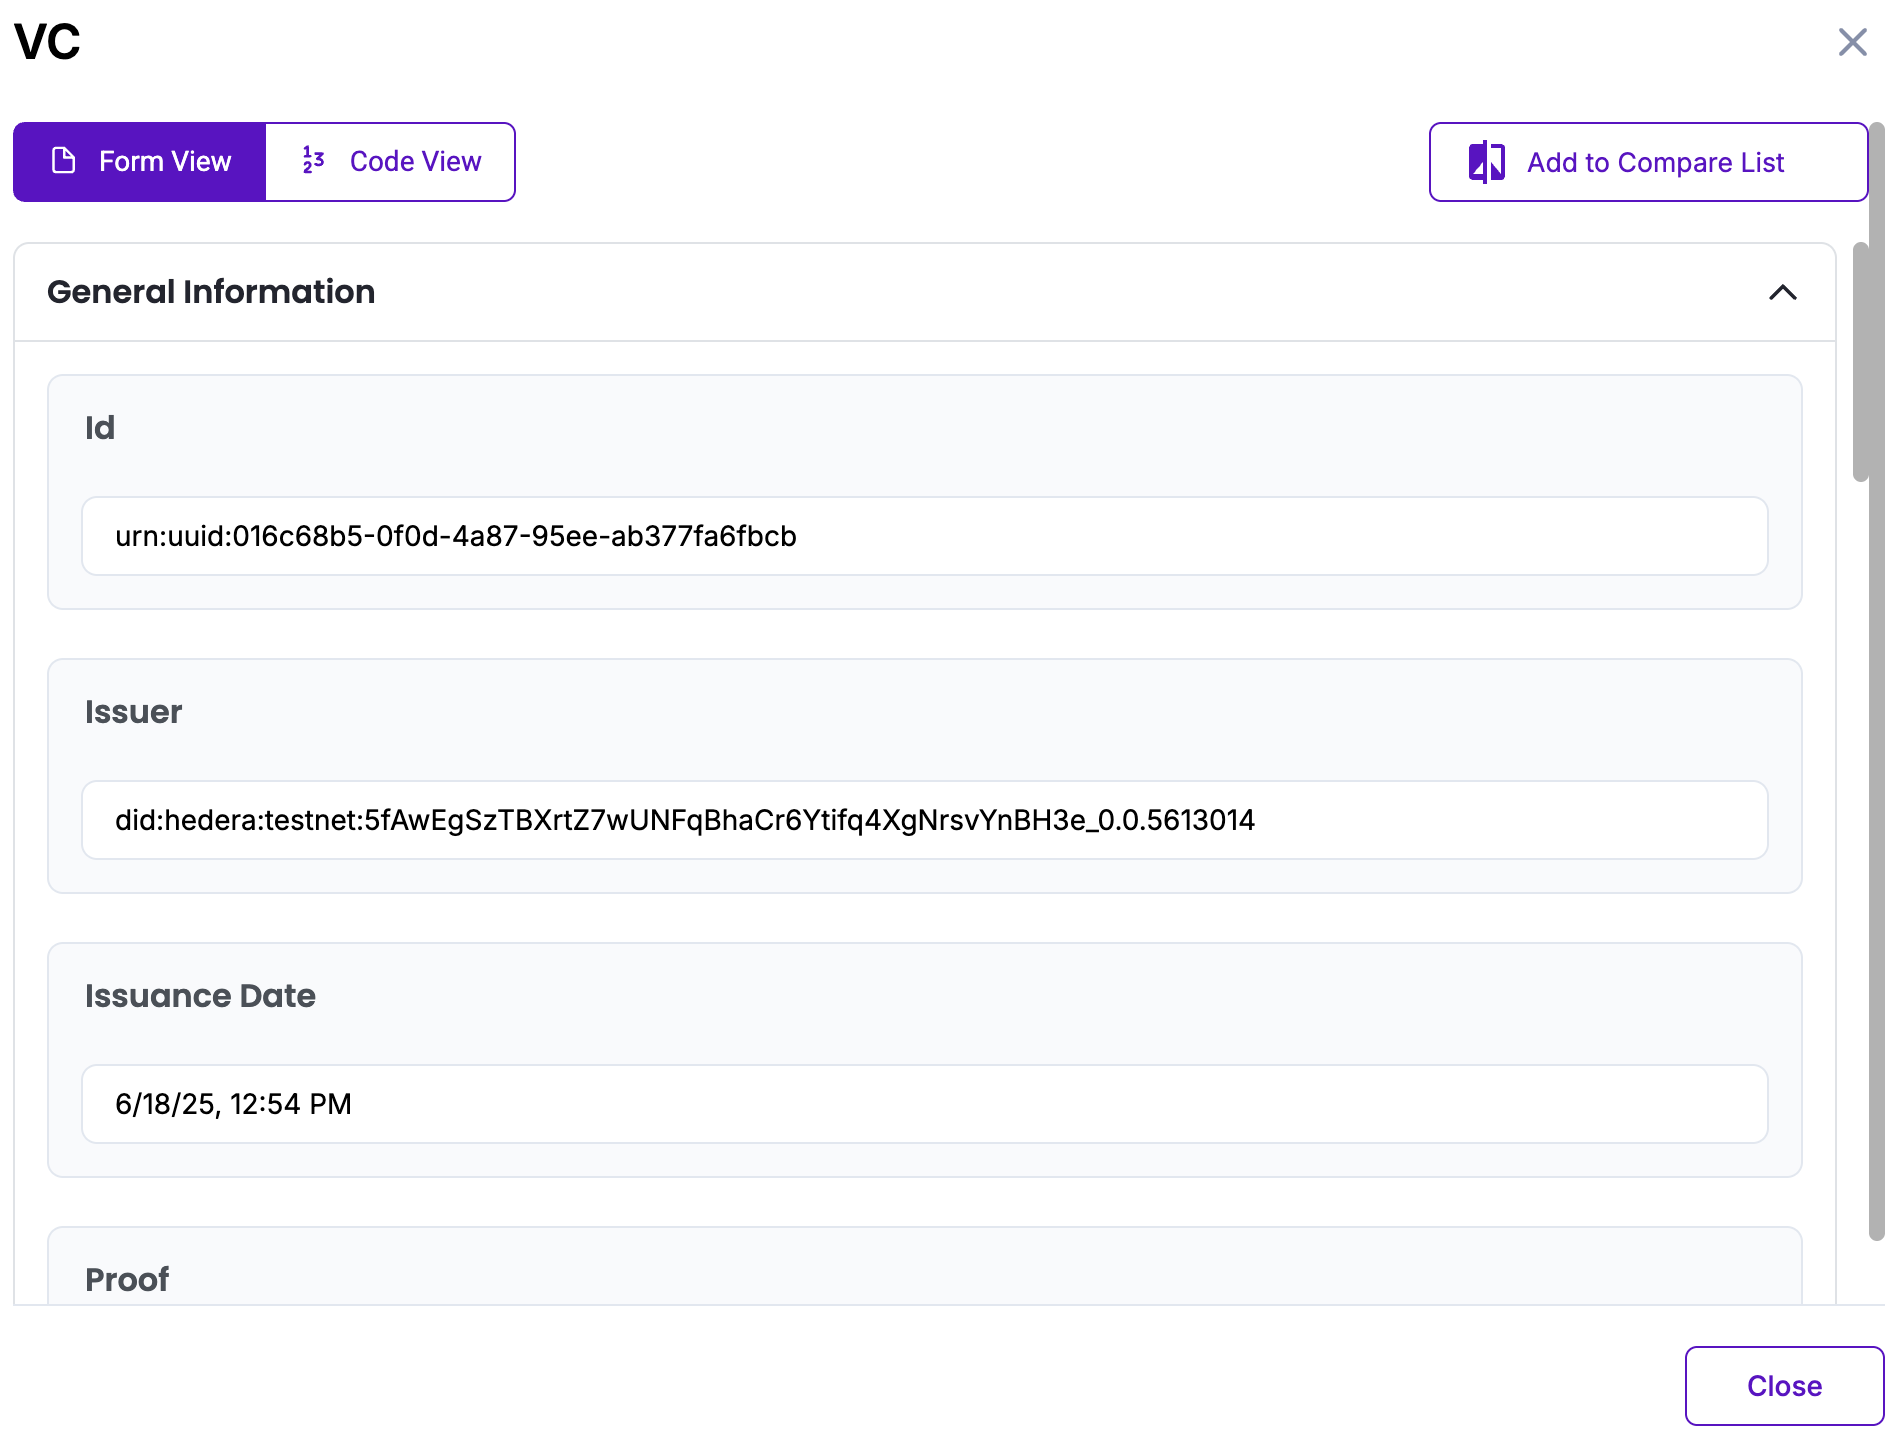 VC
Form View
Code View
Add to Compare List
General Information
Id
urn:uuid:016c68b5-0f0d-4a87-95ee-ab377fa6fbcb
Issuer
did:hedera:testnet:5fAwEgSzTBXrtZ7wUNFqBhaCr6Ytifq4XgNrsvYnBH3e_0.0.5613014
Issuance Date
6/18/25, 12:54 PM
Proof
Close